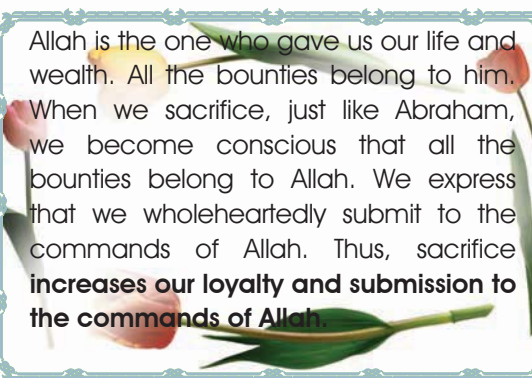 Allah is the one who gave us our life and
wealth. All the bounties belong to him.
When we sacrifice, just like Abraham,
we become conscious that all the
bounties belong to Allah. We express
that we wholeheartedly submit to the
commands of Allah. Thus, sacrifice
increases our loyalty and submission to
the commands of Allah.